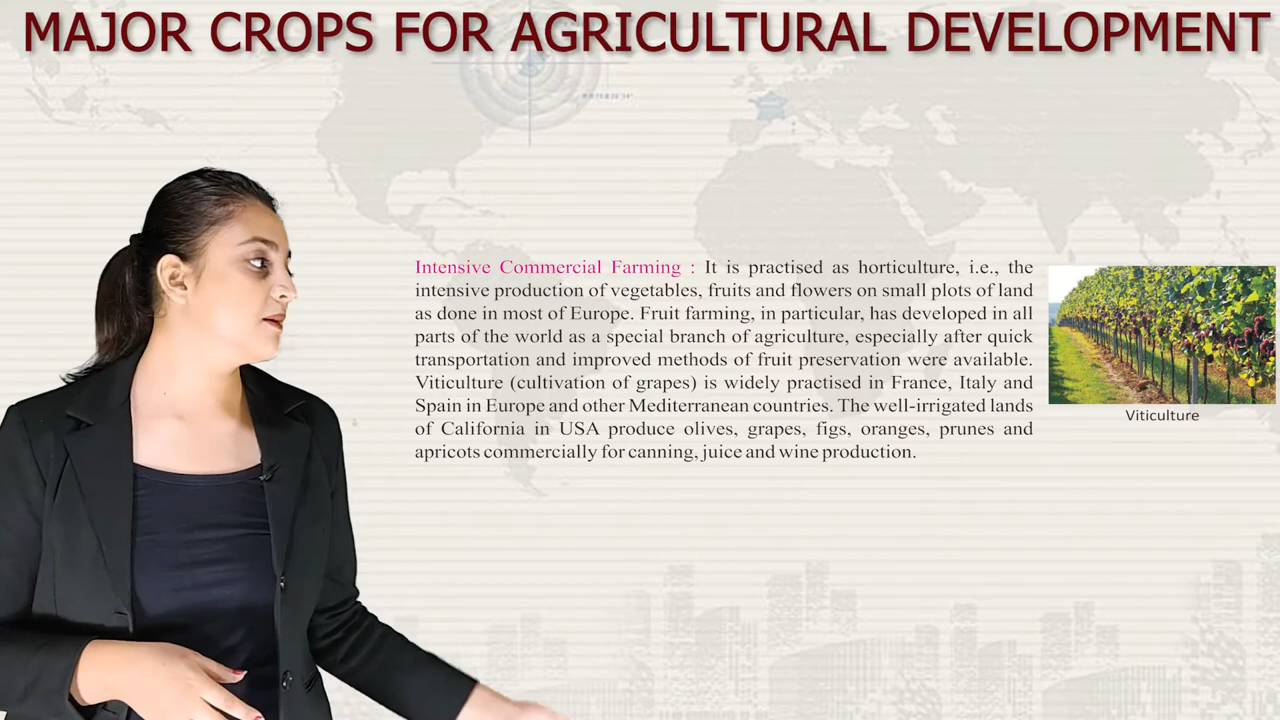 MAJOR CROPS FOR AGRICULTURAL DEVELOPMENT
Intensive Commercial Farming : It is practised as horticulture, i.e., the
intensive production of vegetables, fruits and flowers on small plots of land
as done in most of Europe. Fruit farming, in particular, has developed in all
parts of the world as a special branch of agriculture, especially after quick
transportation and improved methods of fruit preservation were available.
Viticulture (cultivation of grapes) is widely practised in France, Italy and
Spain in Europe and other Mediterranean countries. The well-irrigated lands
of California in USA produce olives, grapes, figs, oranges, prunes and
apricots commercially for canning, juice and wine production.
Viticulture